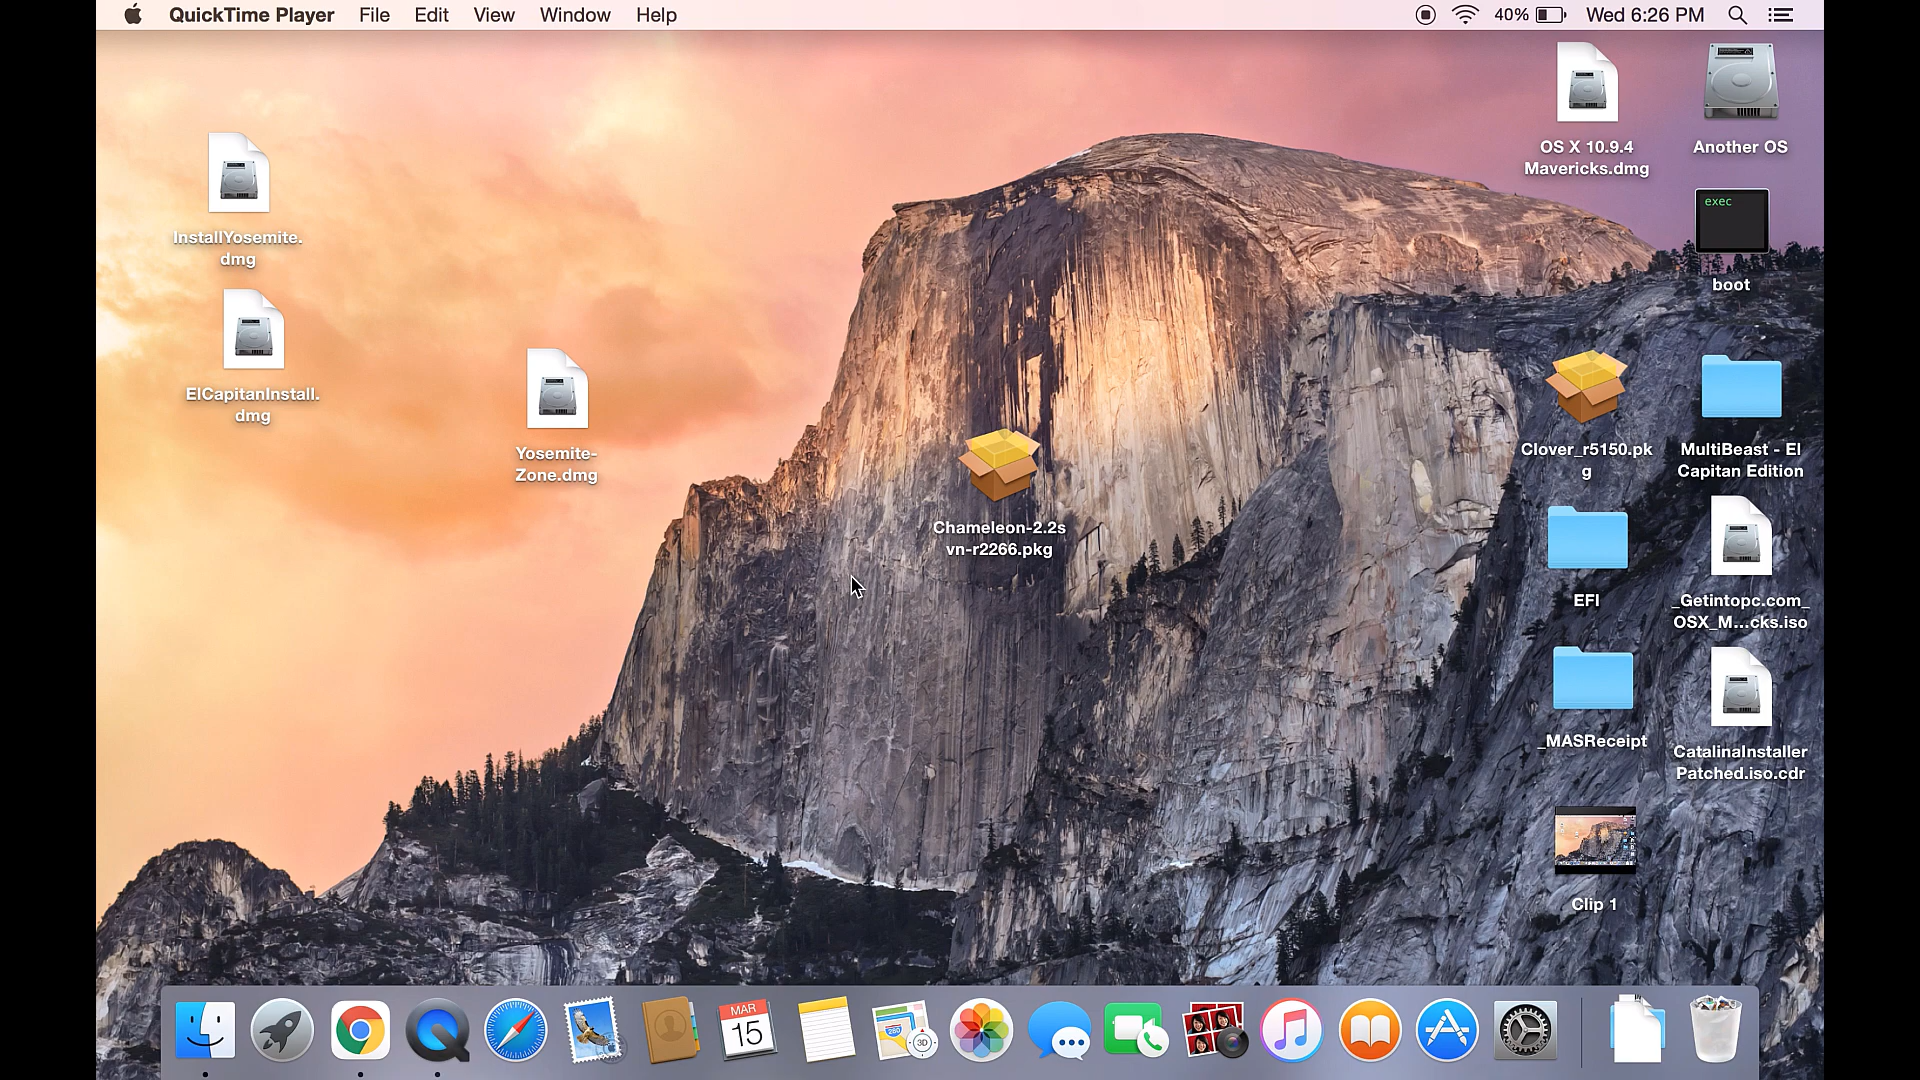 QuickTime Player File Edit View Window Help 40% Wed 6:26 PM
OS X 10.9.4
Mavericks.dmg
Another OS
exec
boot
InstallYosemite.
dmg
ElCapitanInstall.
dmg
Yosemite-
Zone.dmg
Chameleon-2.2s
vn-r2266.pkg
Clover_r5150.pk
g
MultiBeast - El
Capitan Edition
EFI
_Getintopc.com_
OSX_M...cks.iso
_MASReceipt
CatalinaInstaller
Patched.iso.cdr
Clip 1
MAR
15
280
3D